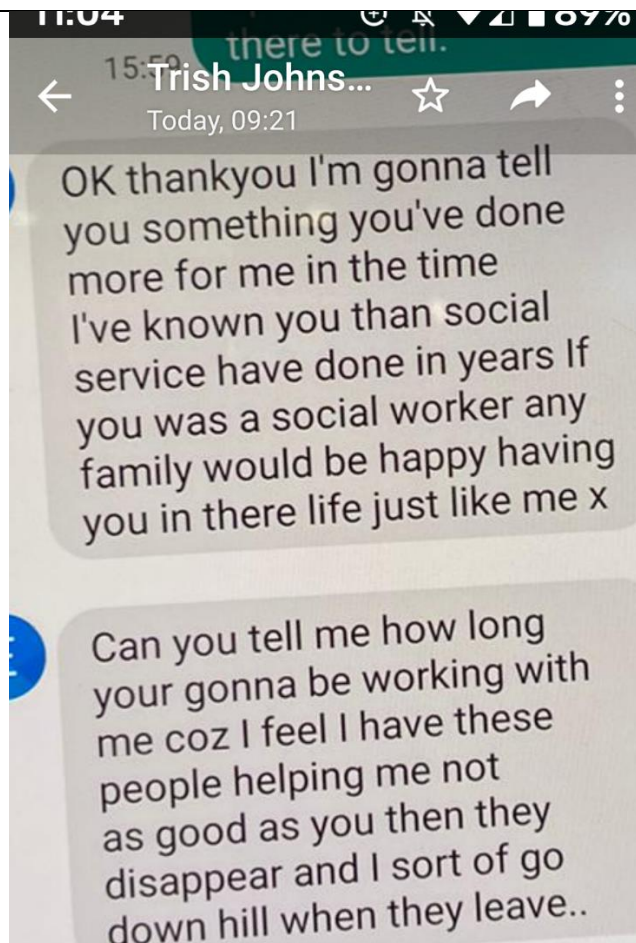 11:04
89%
there to tell.
15:59
Trish Johns...
Today, 09:21
OK thankyou I'm gonna tell
you something you've done
more for me in the time
I've known you than social
service have done in years If
you was a social worker any
family would be happy having
you in there life just like me x
Can you tell me how long
your gonna be working with
me coz I feel I have these
people helping me not
as good as you then they
disappear and I sort of go
down hill when they leave..